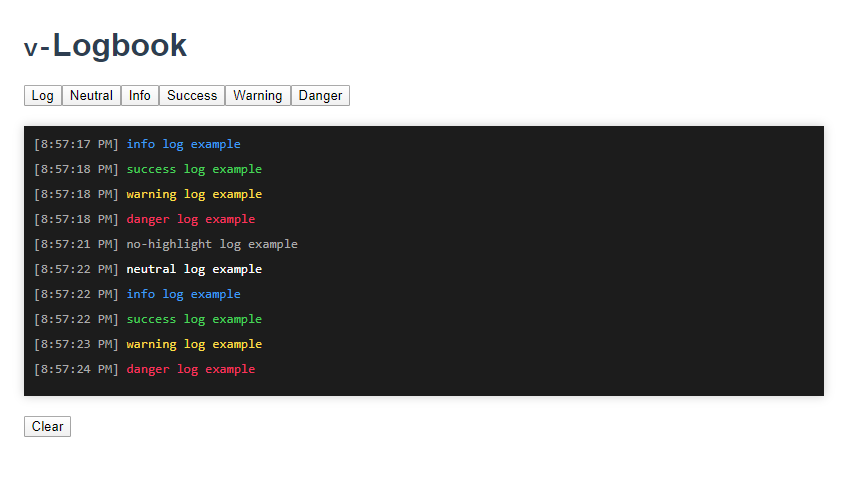 v-Logbook
Log Neutral Info Success Warning Danger
[8:57:17 PM] info log example
[8:57:18 PM] success log example
[8:57:18 PM] warning log example
[8:57:18 PM] danger log example
[8:57:21 PM] no-highlight log example
[8:57:22 PM] neutral log example
[8:57:22 PM] info log example
[8:57:22 PM] success log example
[8:57:23 PM] warning log example
[8:57:24 PM] danger log example
Clear